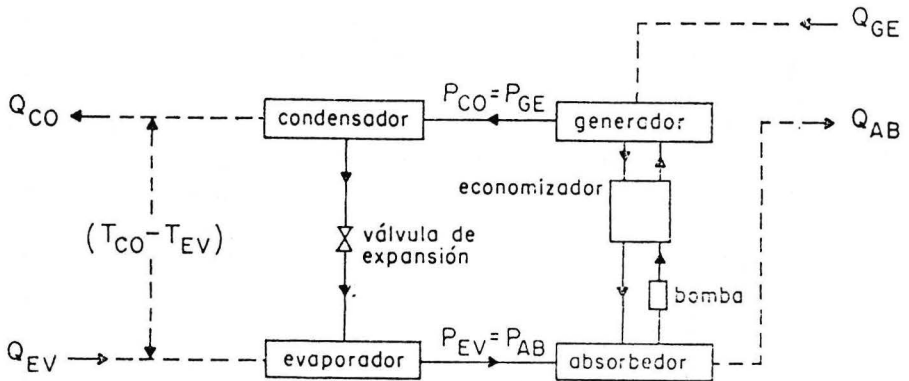 Q_GE
Q_CO
condensador
P_CO = P_GE
generador
Q_AB
economizador
(T_CO - T_EV)
válvula de
expansión
bomba
Q_EV
evaporador
P_EV = P_AB
absorbedor